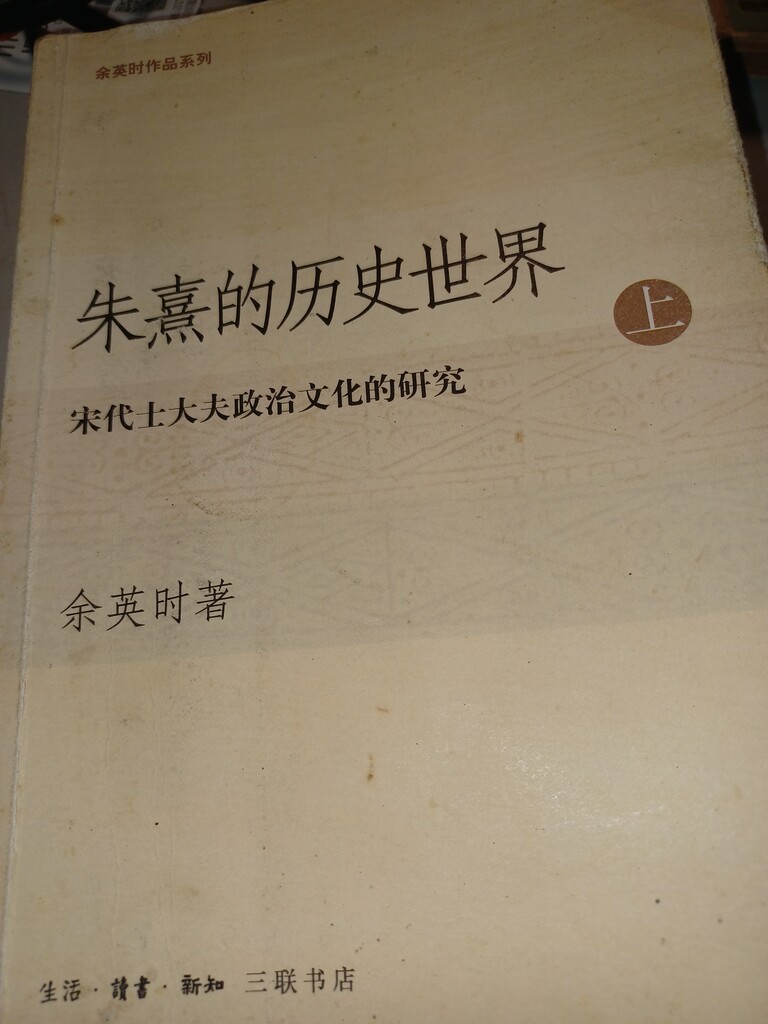 余英时作品系列
朱熹的历史世界 上
宋代士大夫政治文化的研究
余英时著
生活·讀書·新知 三联书店